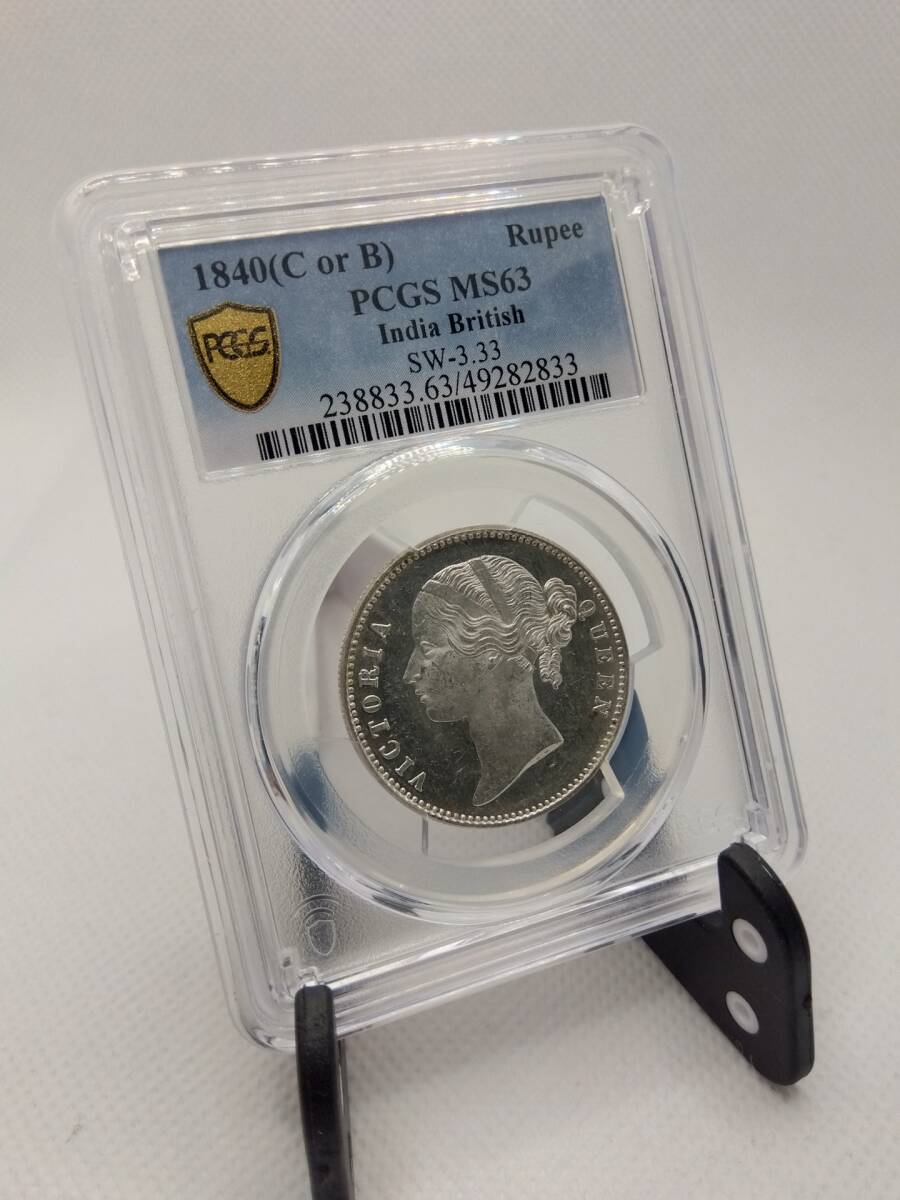 1840(C or B) Rupee
PCGS MS63
India British
SW-3.33
238833.63/49282833
PCGS
VICTORIA QUEEN